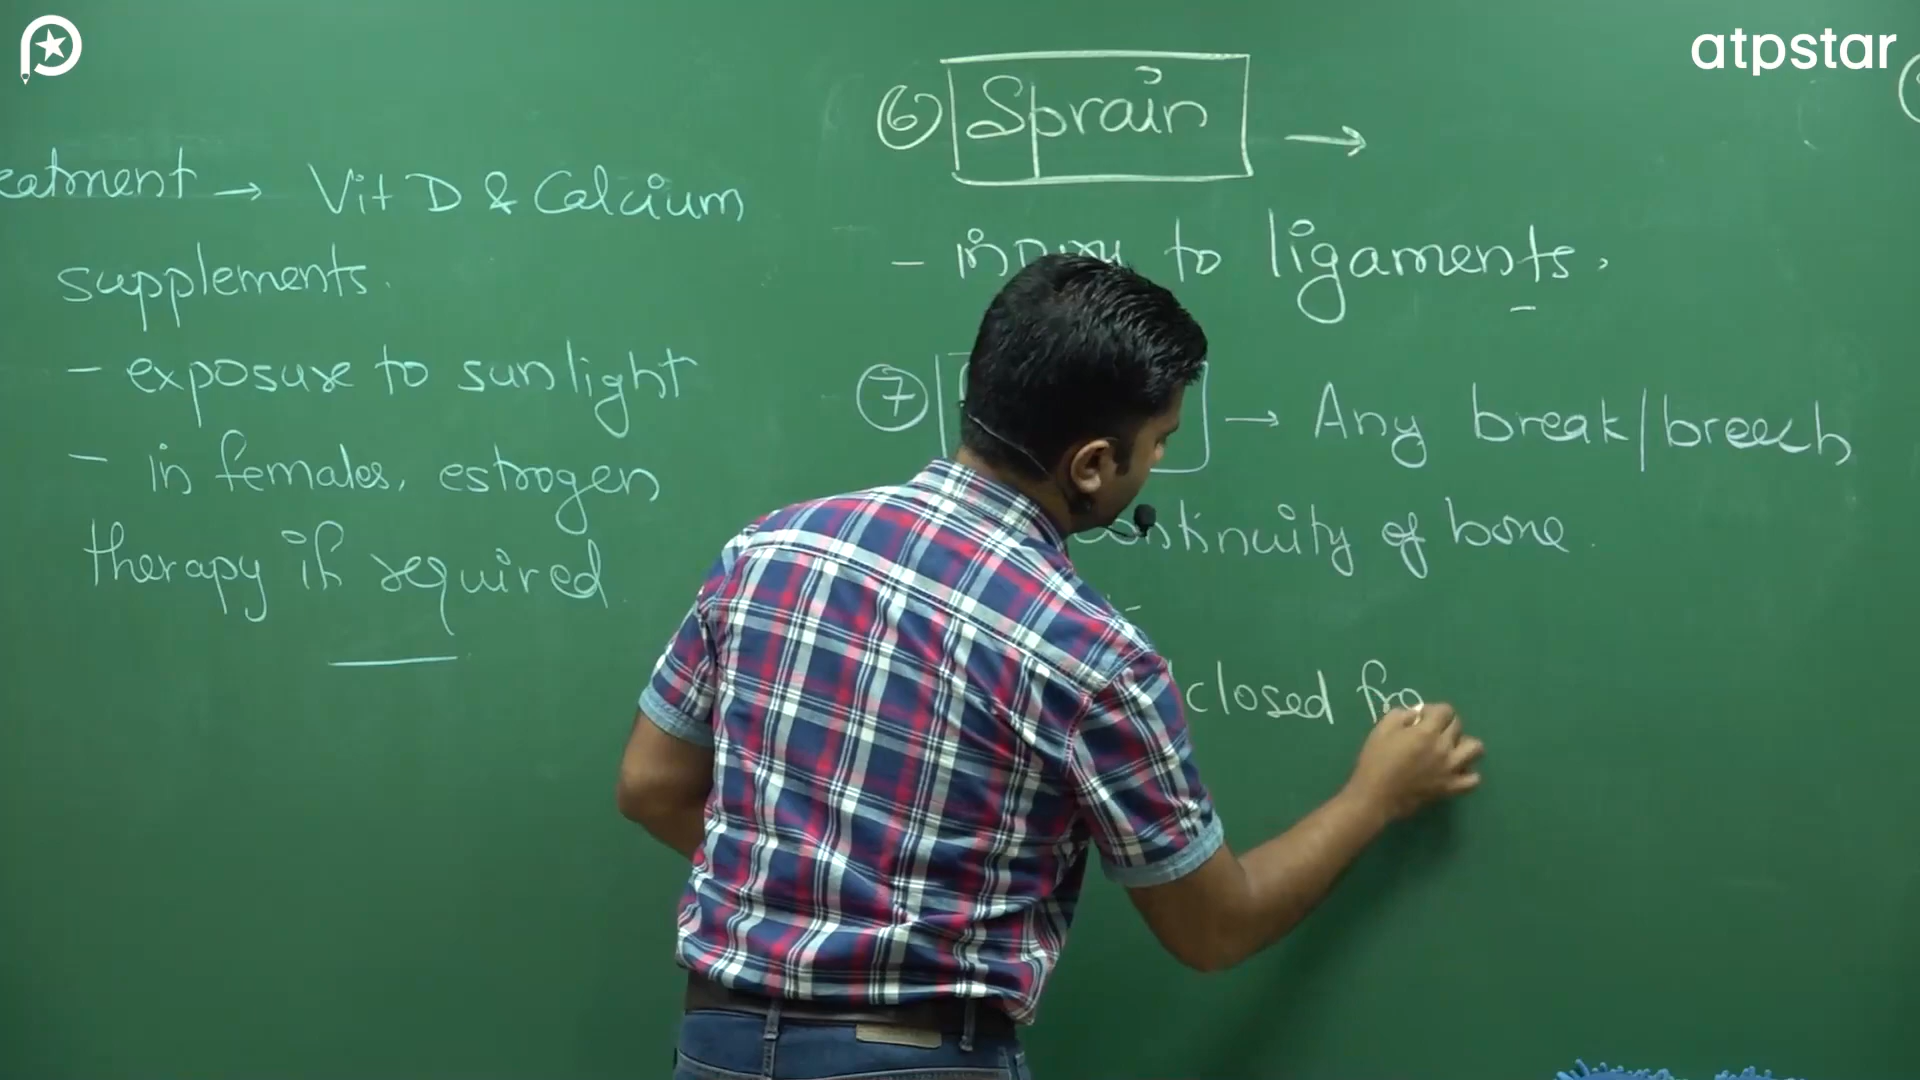 atpstar
eatment → Vit D & Calcium
supplements.
- exposure to sunlight
- in females, estrogen
therapy if required.
⑥ Sprain →
- to ligaments.
⑦ → Any break/breech
continuity of bone.
closed fra